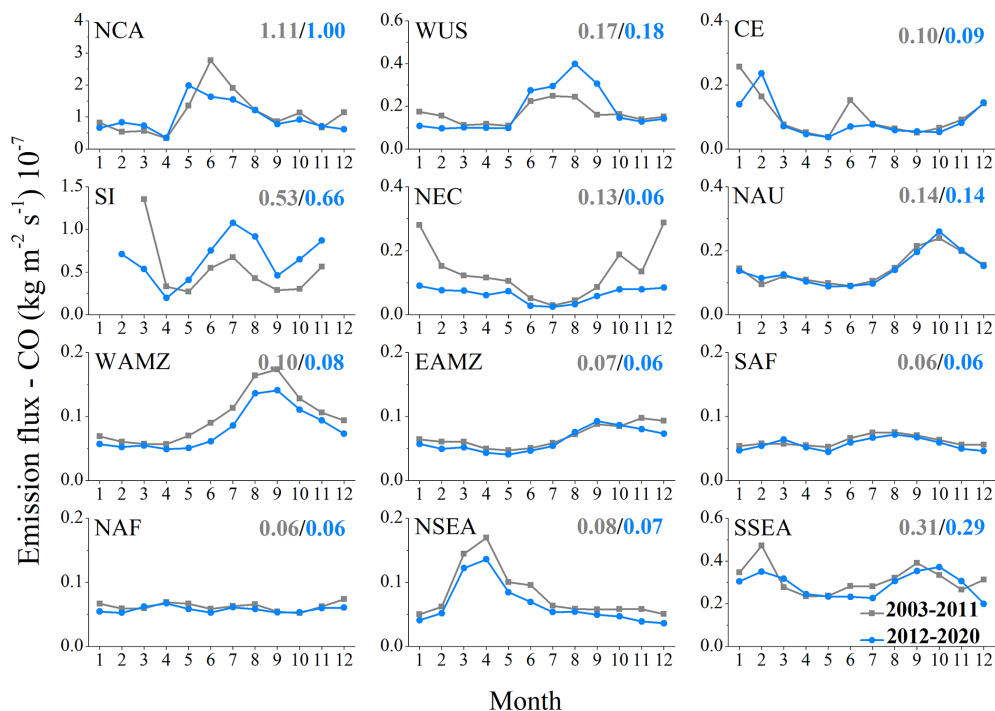 NCA 1.11/1.00
4
3
2
1
0
1 2 3 4 5 6 7 8 9 10 11 12
WUS 0.17/0.18
0.6
0.4
0.2
0.0
1 2 3 4 5 6 7 8 9 10 11 12
CE 0.10/0.09
0.4
0.2
0.0
1 2 3 4 5 6 7 8 9 10 11 12
SI 0.53/0.66
1.5
1.0
0.5
0.0
1 2 3 4 5 6 7 8 9 10 11 12
NEC 0.13/0.06
0.4
0.2
0.0
1 2 3 4 5 6 7 8 9 10 11 12
NAU 0.14/0.14
0.4
0.2
0.0
1 2 3 4 5 6 7 8 9 10 11 12
WAMZ 0.10/0.08
0.2
0.1
0.0
1 2 3 4 5 6 7 8 9 10 11 12
EAMZ 0.07/0.06
0.2
0.1
0.0
1 2 3 4 5 6 7 8 9 10 11 12
SAF 0.06/0.06
0.2
0.1
0.0
1 2 3 4 5 6 7 8 9 10 11 12
NAF 0.06/0.06
0.2
0.1
0.0
1 2 3 4 5 6 7 8 9 10 11 12
NSEA 0.08/0.07
0.2
0.1
0.0
1 2 3 4 5 6 7 8 9 10 11 12
SSEA 0.31/0.29
0.6
0.4
0.2
0.0
2003-2011
2012-2020
1 2 3 4 5 6 7 8 9 10 11 12
Emission flux - CO (kg m⁻² s⁻¹) 10⁻⁷
Month